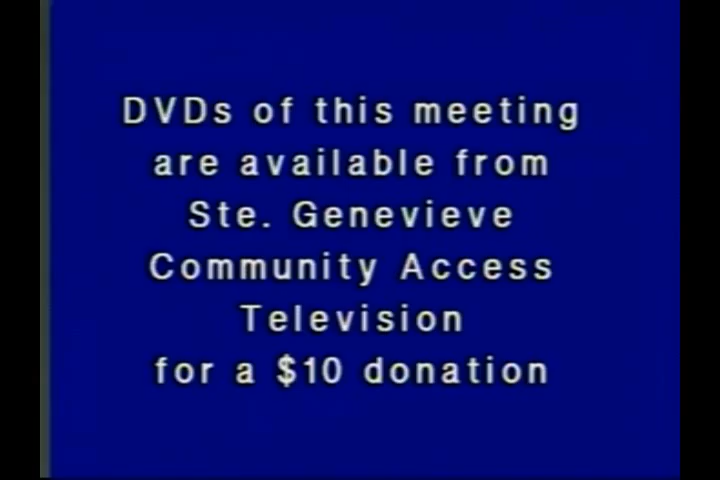 DVDs of this meeting
are available from
Ste. Genevieve
Community Access
Television
for a $10 donation